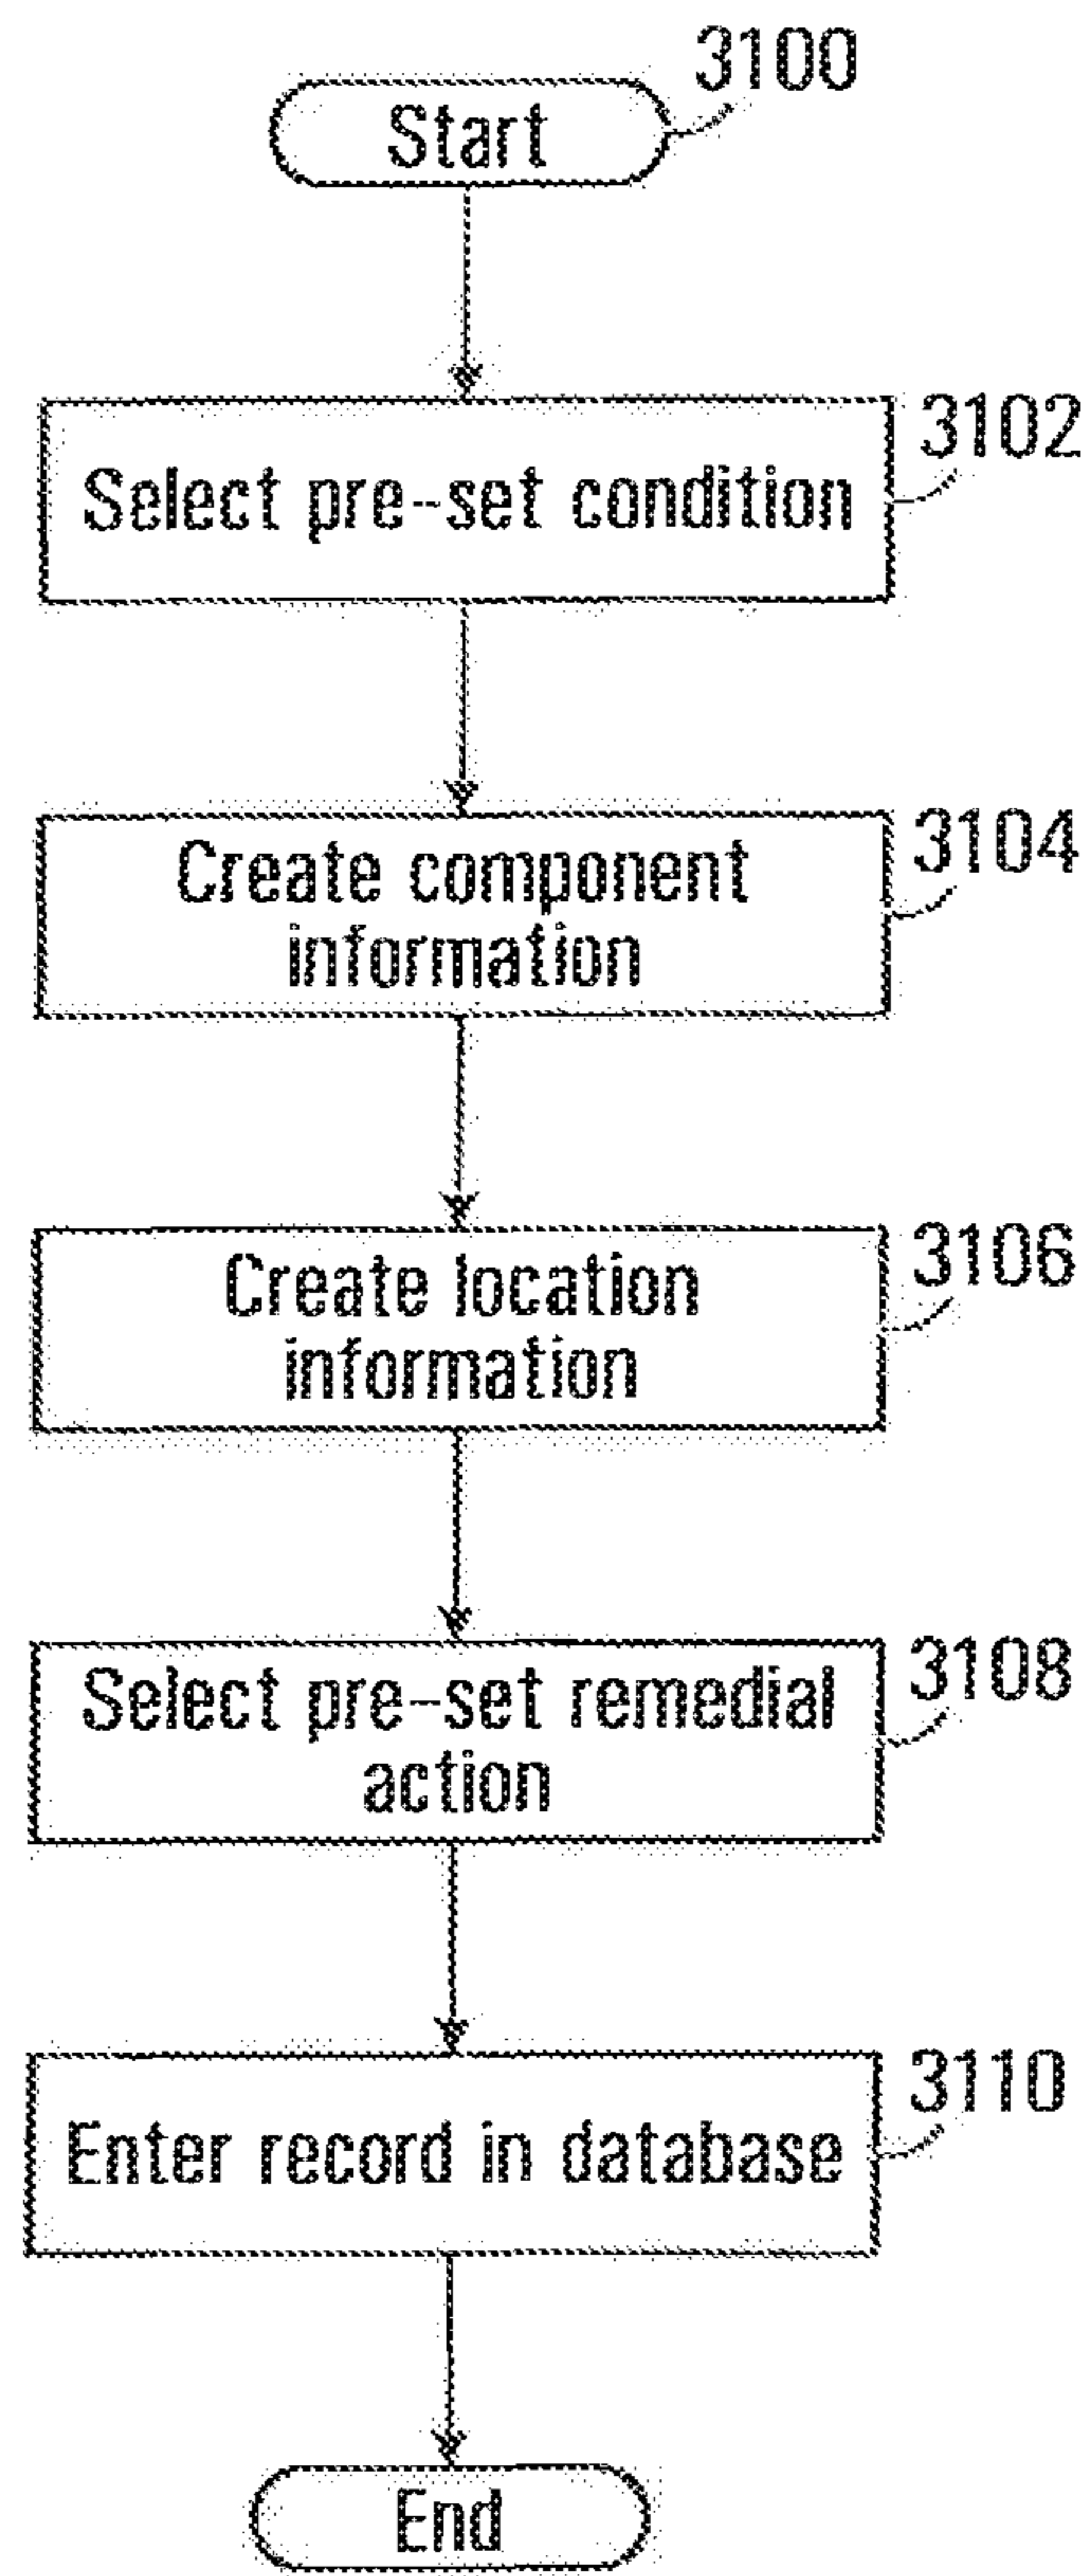 3100
Start
3102
Select pre-set condition
3104
Create component
information
3106
Create location
information
3108
Select pre-set remedial
action
3110
Enter record in database
End